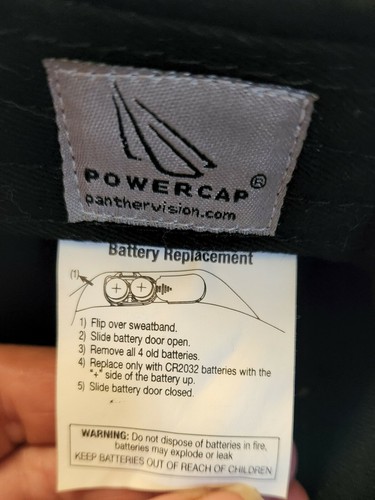 POWERCAP®
panthervision.com
Battery Replacement
(1)
+ +
1) Flip over sweatband.
2) Slide battery door open.
3) Remove all 4 old batteries.
4) Replace only with CR2032 batteries with the
"+" side of the battery up.
5) Slide battery door closed.
WARNING: Do not dispose of batteries in fire,
batteries may explode or leak
KEEP BATTERIES OUT OF REACH OF CHILDREN